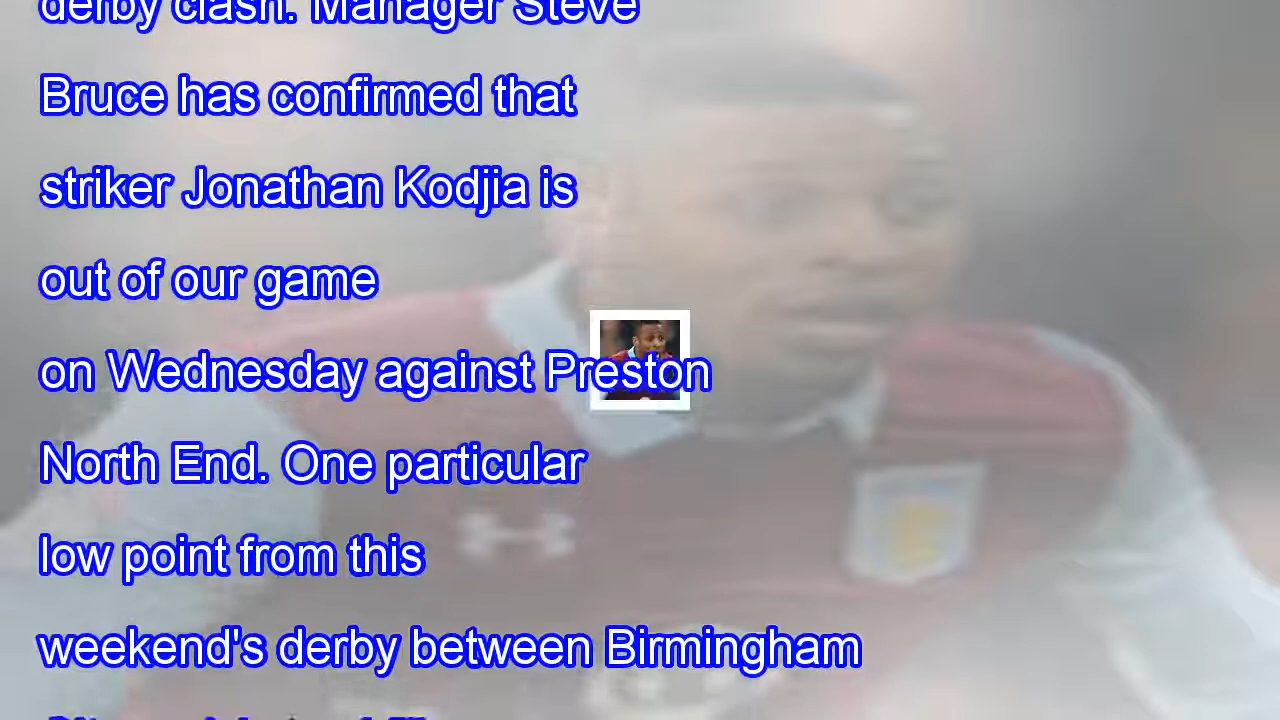 derby clash. Manager Steve
Bruce has confirmed that
striker Jonathan Kodjia is
out of our game
on Wednesday against Preston
North End. One particular
low point from this
weekend's derby between Birmingham